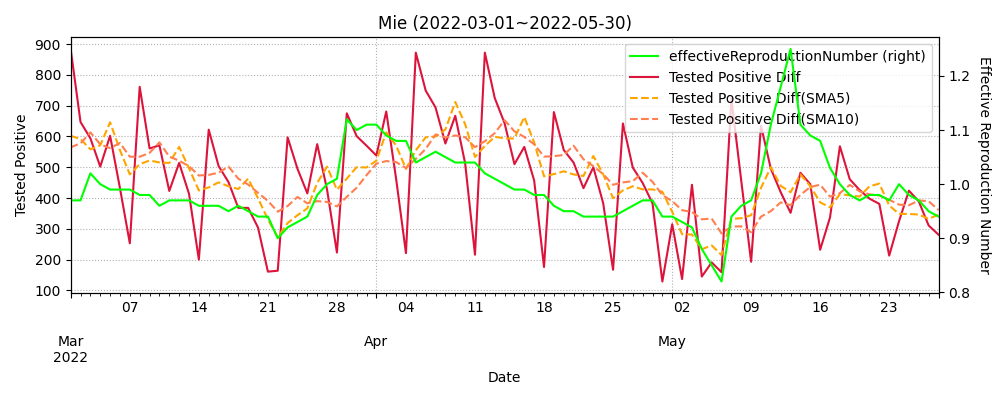 Mie (2022-03-01~2022-05-30)
900
800
700
600
500
400
300
200
100
Tested Positive
effectiveReproductionNumber (right)
Tested Positive Diff
Tested Positive Diff(SMA5)
Tested Positive Diff(SMA10)
1.2
1.1
1.0
0.9
0.8
Effective Reproduction Number
07 14 21 28 04 11 18 25 02 09 16 23
Mar Apr May
2022
Date